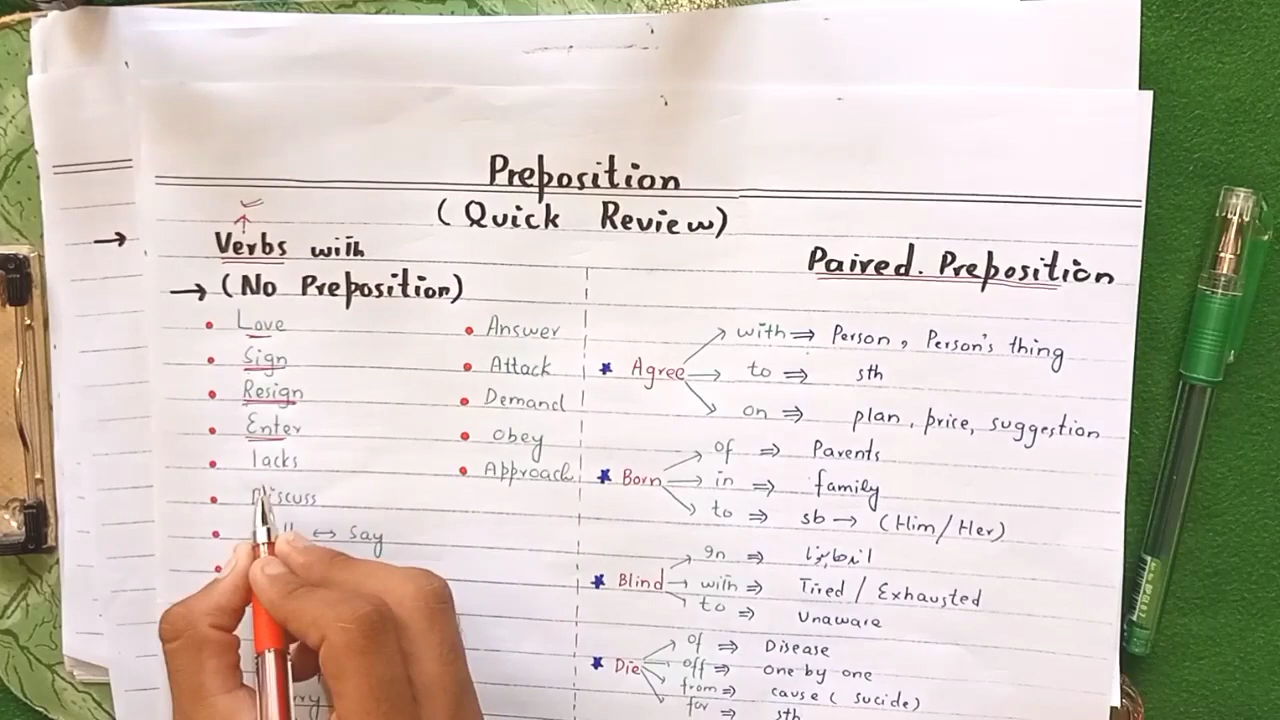 Preposition
(Quick Review)
Verbs with
(No Preposition)
Love
Sign
Resign
Enter
lacks
Discuss
↔ Say
Answer
Attack
Demand
obey
Approach
Paired. Preposition
Agree
with ⇒ Person, Person's thing
to ⇒ sth
on ⇒ plan, price, suggestion
Born
of ⇒ Parents
in ⇒ family
to ⇒ sb → (Him/Her)
Blind
in ⇒
with ⇒ Tired / Exhausted
to ⇒ Unaware
Die
of ⇒ Disease
off ⇒ one by one
from ⇒ cause (sucide)
for ⇒ sth